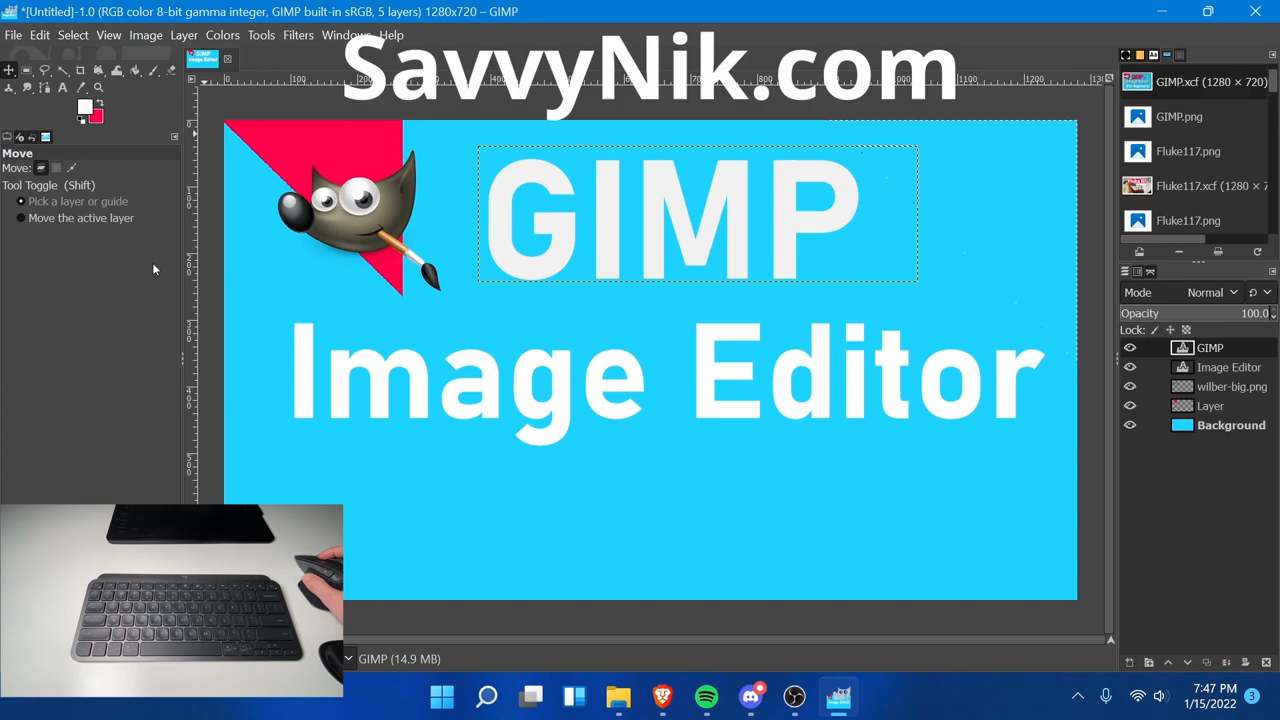 *[Untitled]-1.0 (RGB color 8-bit gamma integer, GIMP built-in sRGB, 5 layers) 1280x720 – GIMP
File Edit Select View Image Layer Colors Tools Filters Windows Help
SavvyNik.com
GIMP
Image Editor
Move
Move:
Tool Toggle (Shift)
Pick a layer or guide
Move the active layer
GIMP.xcf (1280 × 720)
GIMP.png
Fluke117.png
Fluke117.xcf (1280 × 7
Fluke117.png
Mode Normal
Opacity 100.0
Lock:
GIMP
Image Editor
wilber-big.png
Layer
Background
GIMP (14.9 MB)
7:47 PM
1/15/2022
3